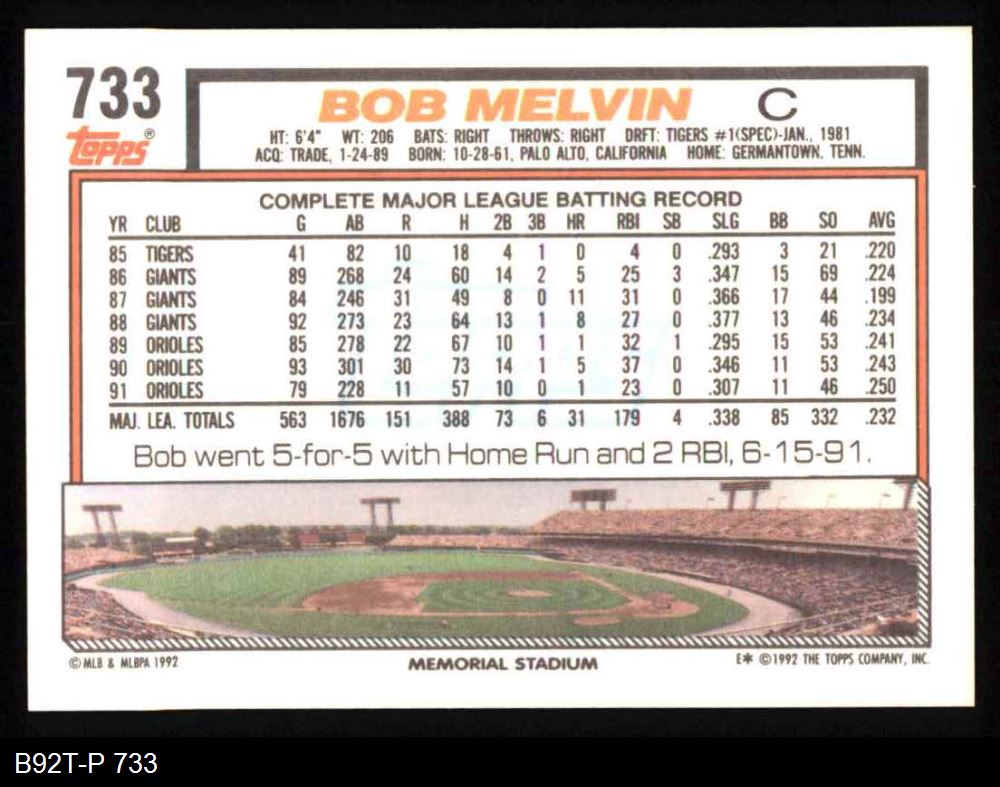 733
Topps®
BOB MELVIN C
HT: 6'4" WT: 206 BATS: RIGHT THROWS: RIGHT DRFT: TIGERS #1(SPEC)-JAN., 1981
ACQ: TRADE, 1-24-89 BORN: 10-28-61, PALO ALTO, CALIFORNIA HOME: GERMANTOWN, TENN.
COMPLETE MAJOR LEAGUE BATTING RECORD
YR CLUB G AB R H 2B 3B HR RBI SB SLG BB SO AVG
85 TIGERS 41 82 10 18 4 1 0 4 0 .293 3 21 .220
86 GIANTS 89 268 24 60 14 2 5 25 3 .347 15 69 .224
87 GIANTS 84 246 31 49 8 0 11 31 0 .366 17 44 .199
88 GIANTS 92 273 23 64 13 1 8 27 0 .377 13 46 .234
89 ORIOLES 85 278 22 67 10 1 1 32 1 .295 15 53 .241
90 ORIOLES 93 301 30 73 14 1 5 37 0 .346 11 53 .243
91 ORIOLES 79 228 11 57 10 0 1 23 0 .307 11 46 .250
MAJ. LEA. TOTALS 563 1676 151 388 73 6 31 179 4 .338 85 332 .232
Bob went 5-for-5 with Home Run and 2 RBI, 6-15-91.
© MLB & MLBPA 1992 MEMORIAL STADIUM E* ©1992 THE TOPPS COMPANY, INC.
B92T-P 733